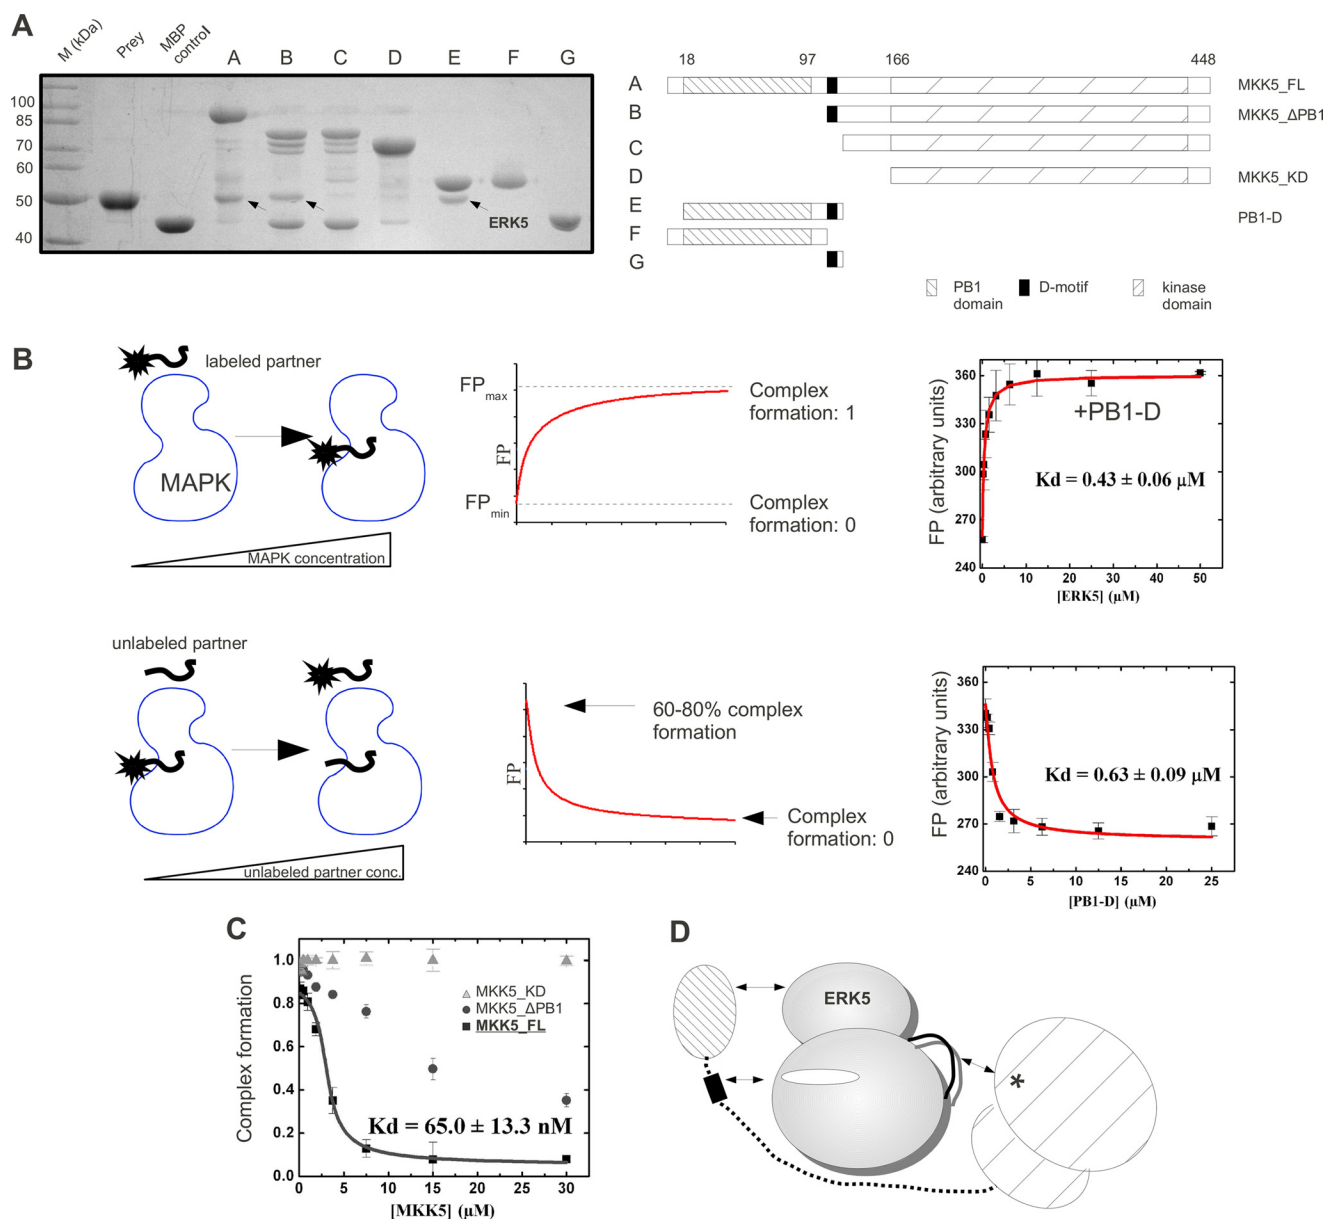 A
M (kDa)
Prey
MBP control
A
B
C
D
E
F
G
100
85
70
60
50
40
ERK5
18
97
166
448
A
MKK5_FL
B
MKK5_ΔPB1
C
D
MKK5_KD
E
PB1-D
F
G
PB1
domain
D-motif
kinase
domain
B
labeled partner
MAPK
MAPK concentration
FPmax
FP
FPmin
Complex
formation: 1
Complex
formation: 0
FP (arbitrary units)
360
330
300
270
240
+PB1-D
Kd = 0.43 ± 0.06 µM
0 10 20 30 40 50
[ERK5] (µM)
unlabeled partner
unlabeled partner conc.
FP
60-80% complex
formation
Complex
formation: 0
FP (arbitrary units)
360
330
300
270
240
Kd = 0.63 ± 0.09 µM
0 5 10 15 20 25
[PB1-D] (µM)
C
Complex formation
1.0
0.8
0.6
0.4
0.2
0.0
MKK5_KD
MKK5_ΔPB1
MKK5_FL
Kd = 65.0 ± 13.3 nM
0 5 10 15 20 25 30
[MKK5] (µM)
D
ERK5
*